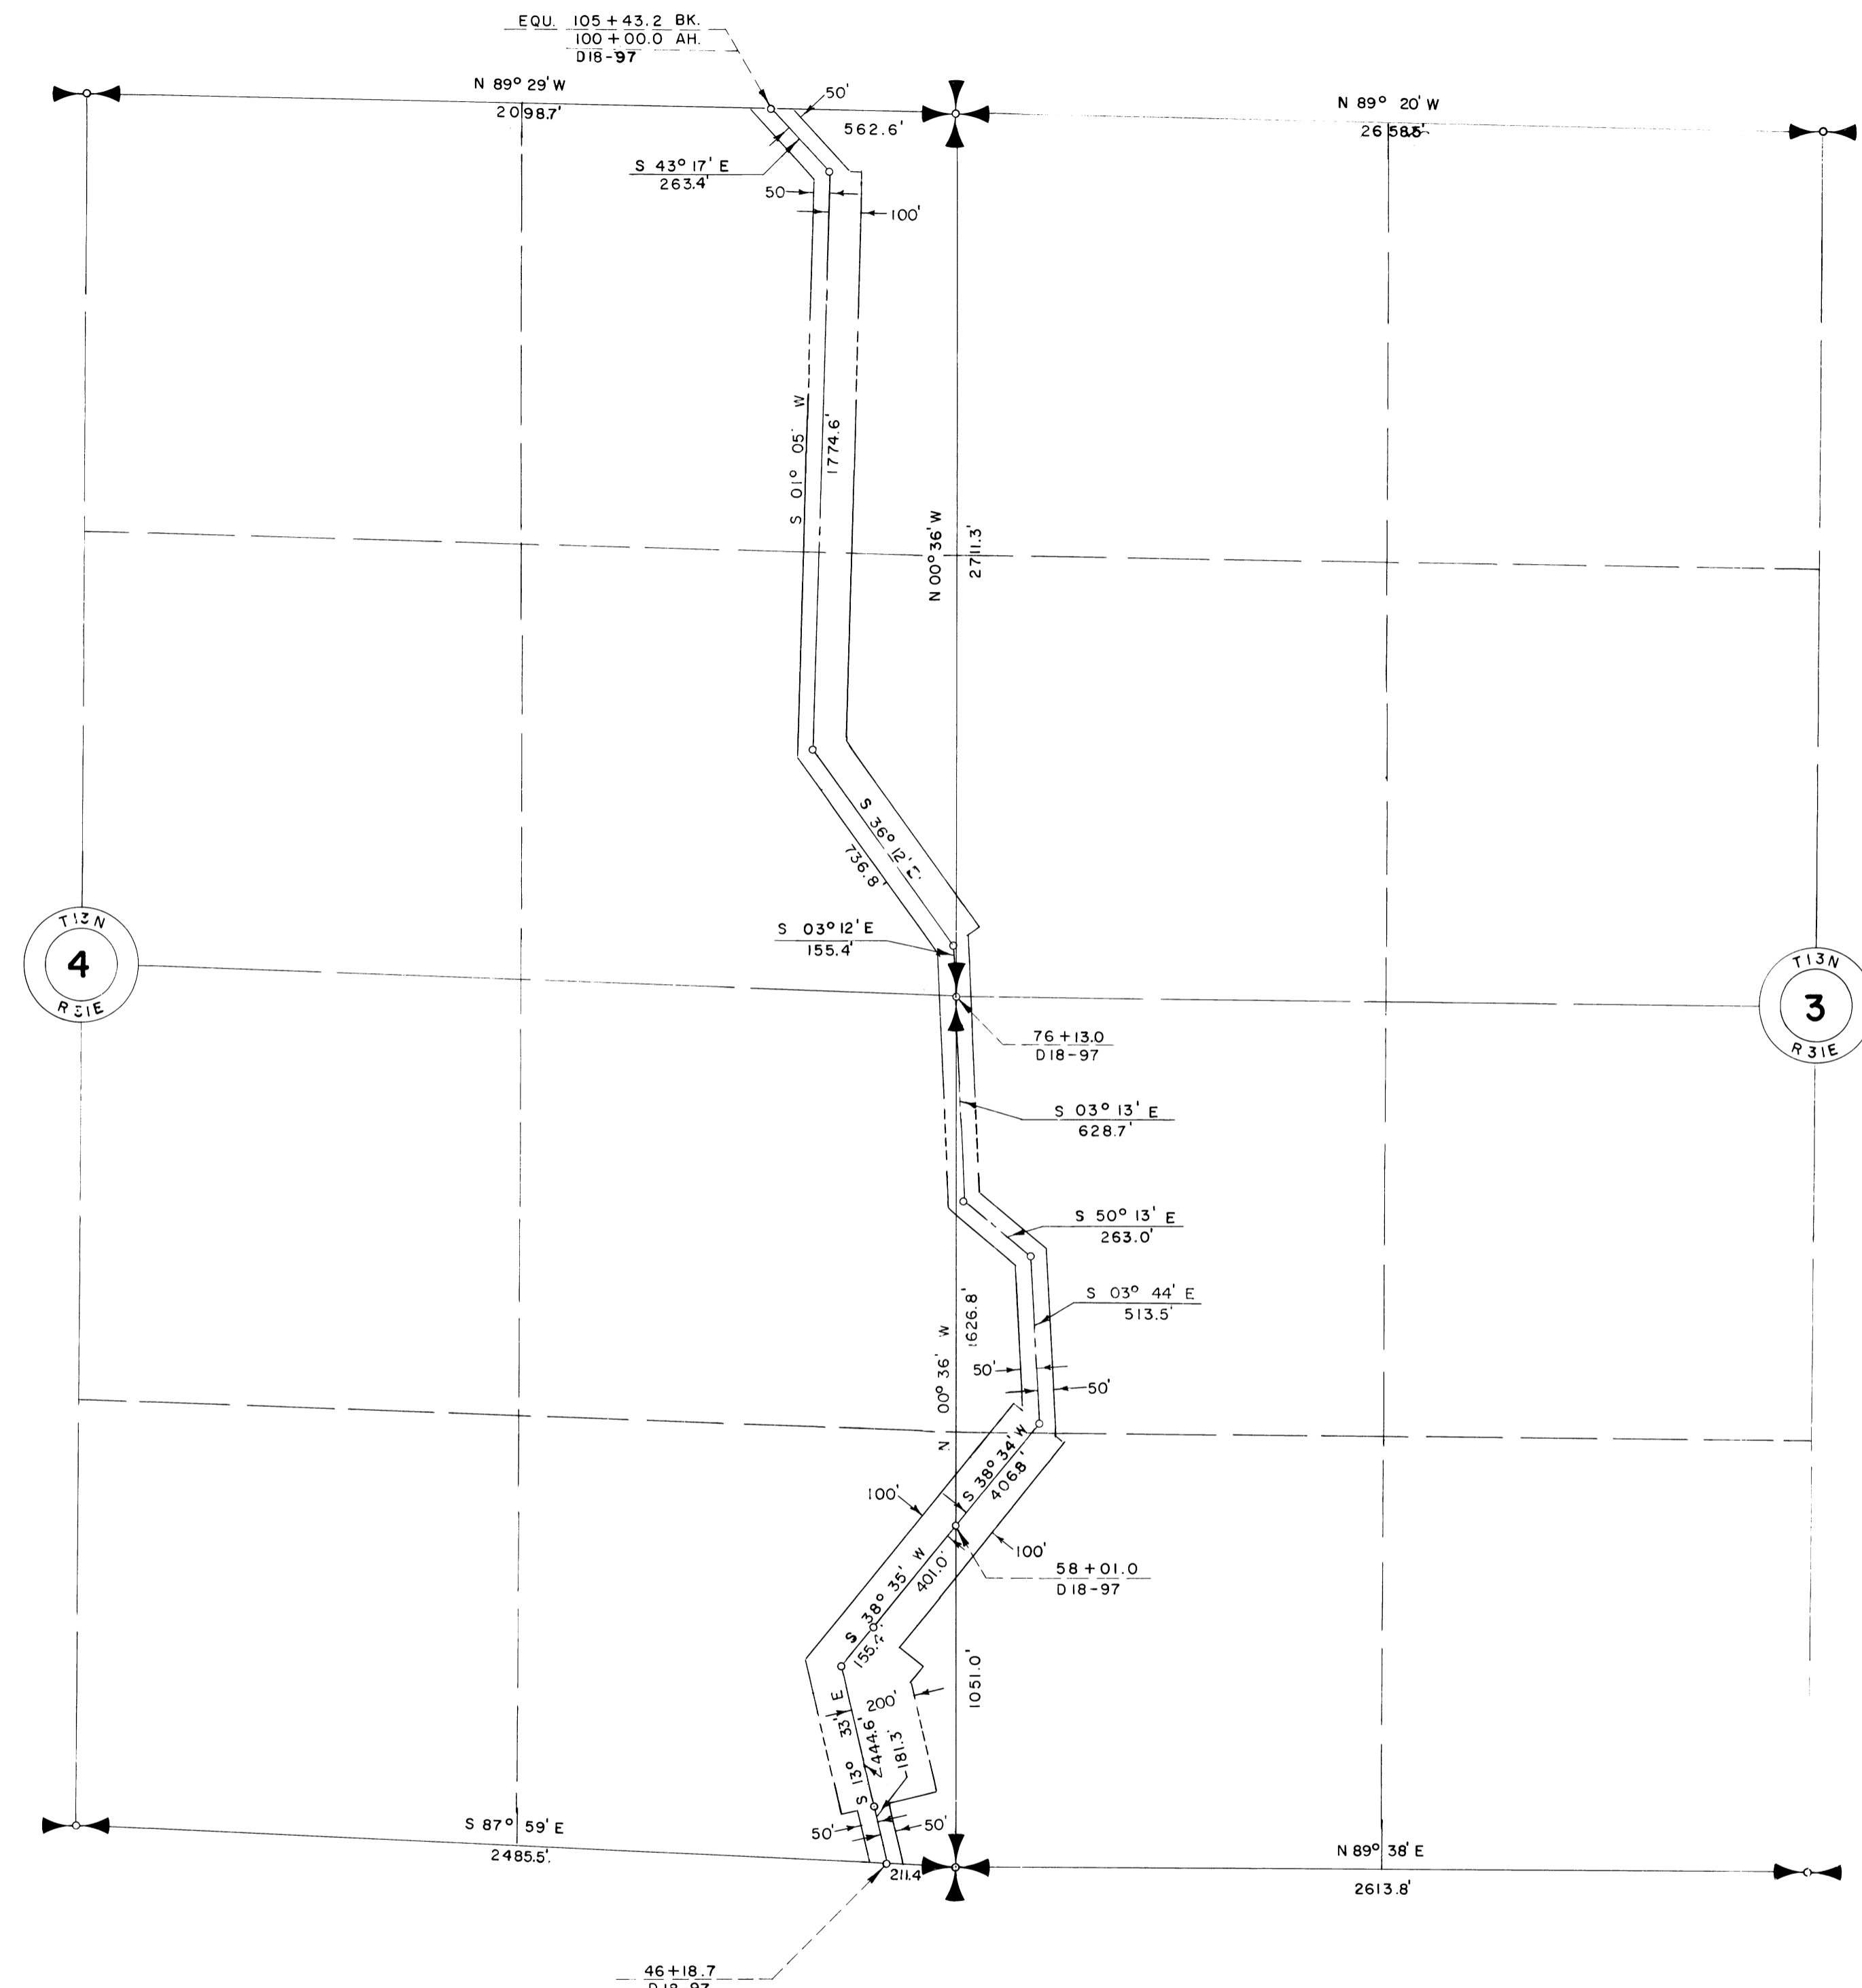 EQU. 105+43.2 BK.
100+00.0 AH.
D18-97
N 89° 29' W
2098.7'
50'
562.6'
N 89° 20' W
S 43° 17' E
263.4'
50
100'
S 01° 05' W
1774.6'
N 00° 36' W
2711.3'
S 36° 12' E
736.8'
S 03° 12' E
155.4'
T13N
4
R31E
T13N
3
R31E
76+13.0
D18-97
S 03° 13' E
628.7'
S 50° 13' E
263.0'
S 03° 44' E
513.5'
N 00° 36' W
1626.8'
50'
50'
S 38° 34' W
406.8'
100'
100'
58+01.0
D18-97
S 38° 35' W
401.0'
155.4'
1051.0'
200'
S 13° 33' E
444.6'
181.3'
50'
50'
S 87° 59' E
2485.5'
211.4
N 89° 38' E
2613.8'
46+18.7
D18-97